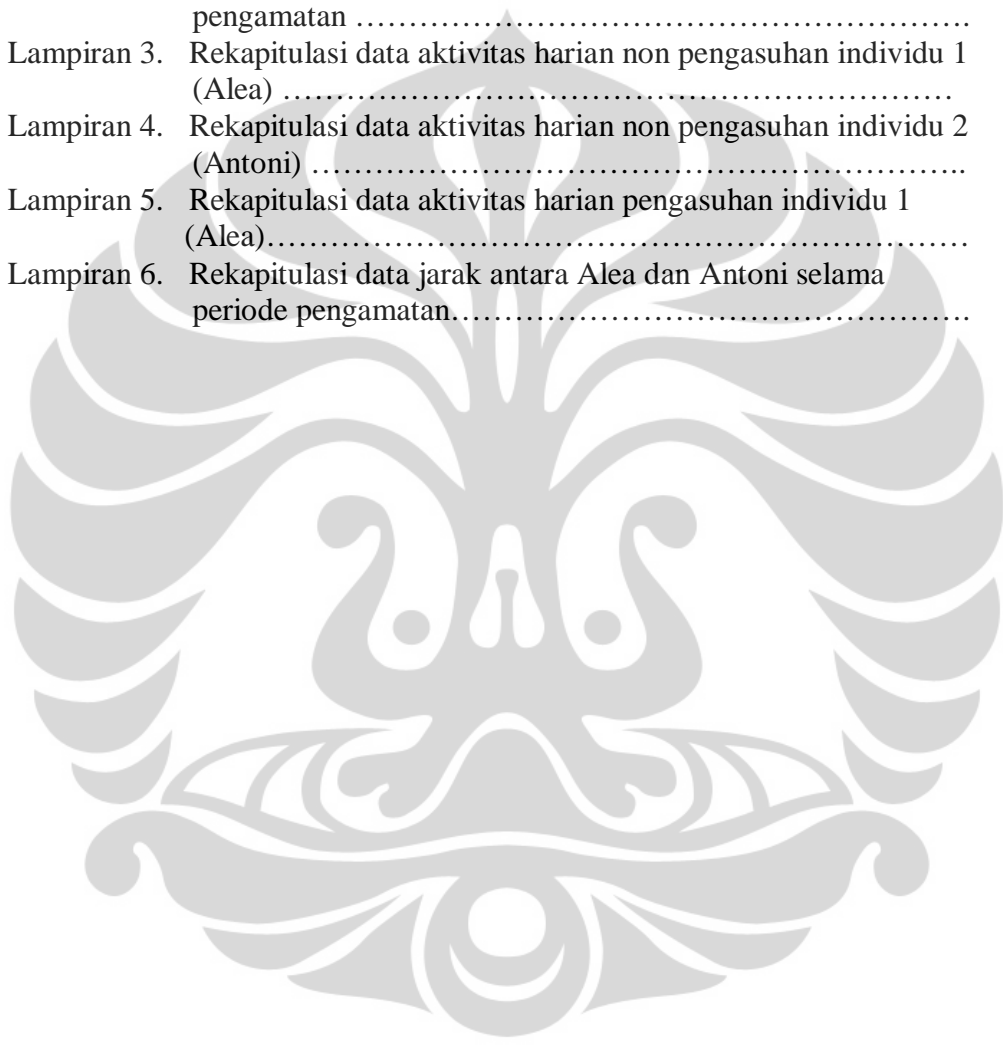 pengamatan ………………………………………………….
Lampiran 3. Rekapitulasi data aktivitas harian non pengasuhan individu 1
(Alea) ………………………………………………………
Lampiran 4. Rekapitulasi data aktivitas harian non pengasuhan individu 2
(Antoni) ……………………………………………………..
Lampiran 5. Rekapitulasi data aktivitas harian pengasuhan individu 1
(Alea)…………………………………………………………
Lampiran 6. Rekapitulasi data jarak antara Alea dan Antoni selama
periode pengamatan………………………………………….